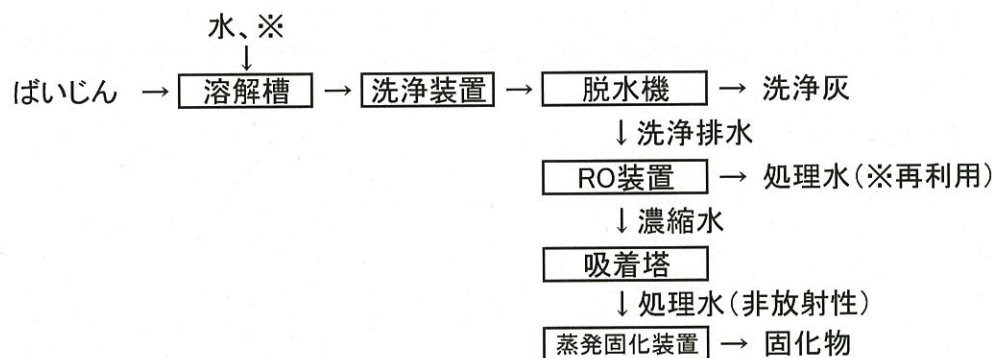 水、※
↓
ばいじん → 溶解槽 → 洗浄装置 → 脱水機 → 洗浄灰
↓洗浄排水
RO装置 → 処理水(※再利用)
↓濃縮水
吸着塔
↓処理水(非放射性)
蒸発固化装置 → 固化物